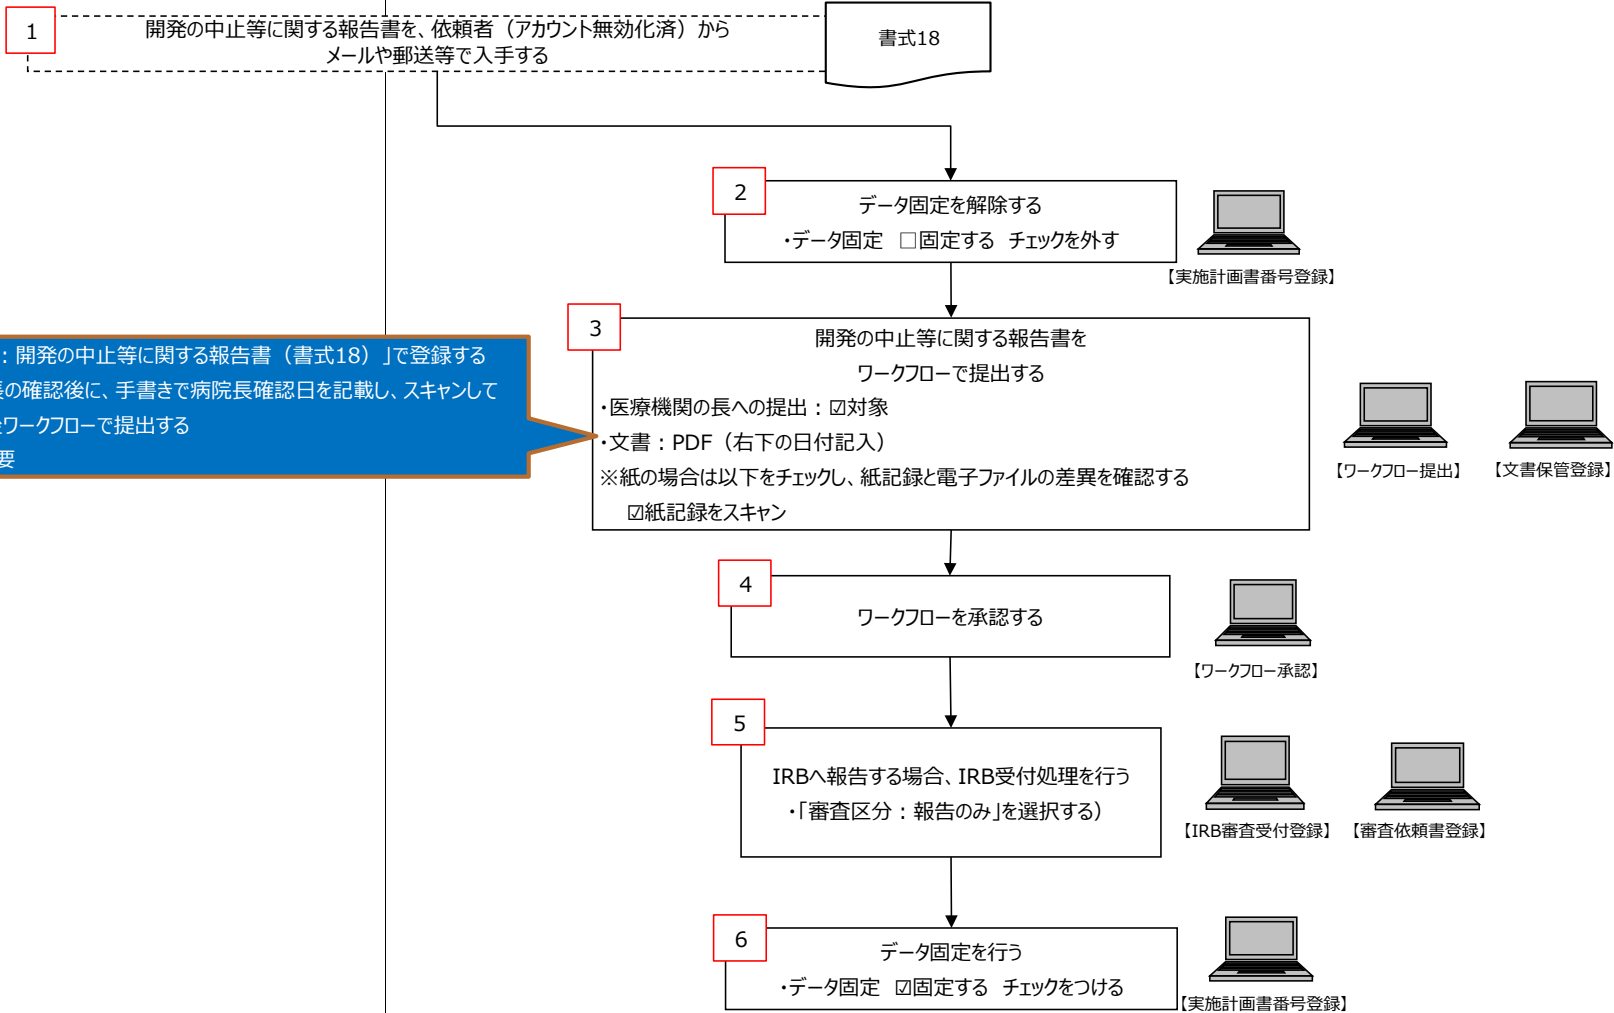 1
開発の中止等に関する報告書を、依頼者（アカウント無効化済）から
メールや郵送等で入手する
書式18
2
データ固定を解除する
・データ固定　□固定する　チェックを外す
【実施計画書番号登録】
3
開発の中止等に関する報告書を
ワークフローで提出する
・医療機関の長への提出：☑対象
・文書：PDF（右下の日付記入）
※紙の場合は以下をチェックし、紙記録と電子ファイルの差異を確認する
☑紙記録をスキャン
：開発の中止等に関する報告書（書式18）」で登録する
の確認後に、手書きで病院長確認日を記載し、スキャンして
ワークフローで提出する
要
【ワークフロー提出】
【文書保管登録】
4
ワークフローを承認する
【ワークフロー承認】
5
IRBへ報告する場合、IRB受付処理を行う
・「審査区分：報告のみ」を選択する）
【IRB審査受付登録】
【審査依頼書登録】
6
データ固定を行う
・データ固定　☑固定する　チェックをつける
【実施計画書番号登録】